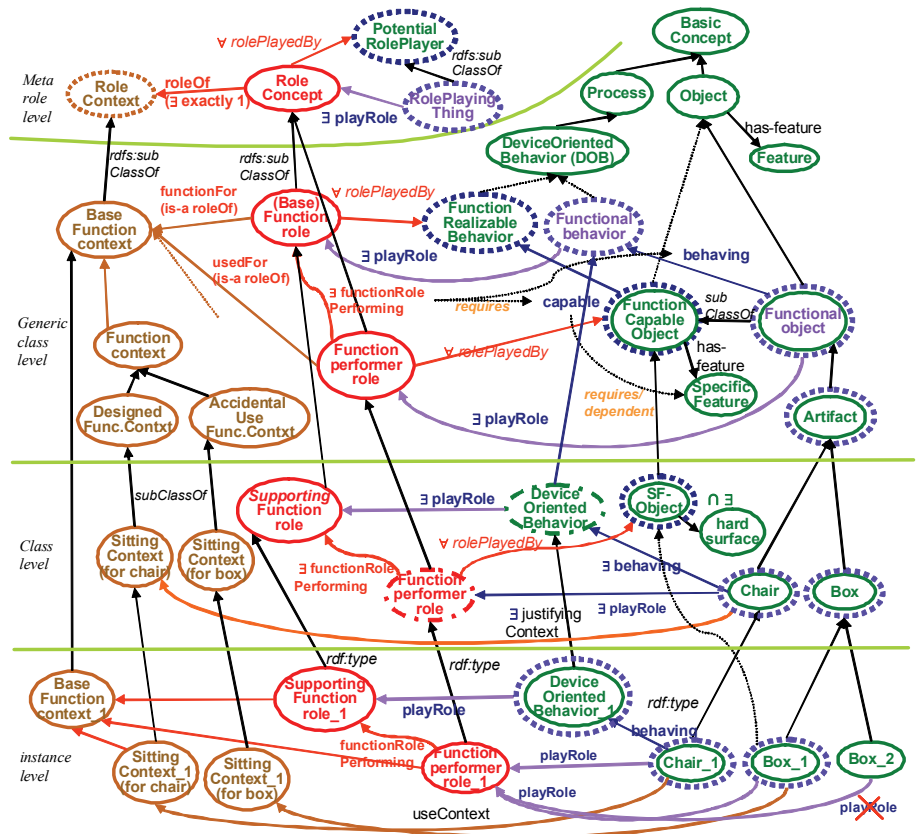 Basic
Concept
Potential
RolePlayer
∀ rolePlayedBy
rdfs:sub
ClassOf
Meta
role
level
Role
Context
roleOf
(∃ exactly 1)
Role
Concept
RolePlaying
Thing
∃ playRole
Process
Object
has-feature
Feature
DeviceOriented
Behavior (DOB)
rdfs:sub
ClassOf
rdfs:sub
ClassOf
functionFor
(is-a roleOf)
∀ rolePlayedBy
Base
Function
context
(Base)
Function
role
Function
Realizable
Behavior
Functional
behavior
∃ playRole
behaving
usedFor
(is-a roleOf)
∃ functionRole
Performing
requires
capable
Generic
class
level
Function
context
Function
performer
role
∀ rolePlayedBy
Function
Capable
Object
sub
ClassOf
Functional
object
has-
feature
Specific
Feature
requires/
dependent
∃ playRole
Designed
Func.Contxt
Accidental
Use
Func.Contxt
Artifact
subClassOf
Supporting
Function
role
∃ playRole
Device
Oriented
Behavior
SF-
Object
∩ ∃
hard
surface
Class
level
Sitting
Context
(for chair)
Sitting
Context
(for box)
∀ rolePlayedBy
∃ functionRole
Performing
Function
performer
role
∃ behaving
∃ playRole
Chair
Box
∃ justifying
Context
rdf:type
rdf:type
rdf:type
Base
Function
context_1
Supporting
Function
role_1
playRole
Device
Oriented
Behavior_1
behaving
instance
level
Sitting
Context_1
(for chair)
Sitting
Context_1
(for box)
functionRole
Performing
Function
performer
role_1
playRole
playRole
Chair_1
Box_1
Box_2
playRole
useContext